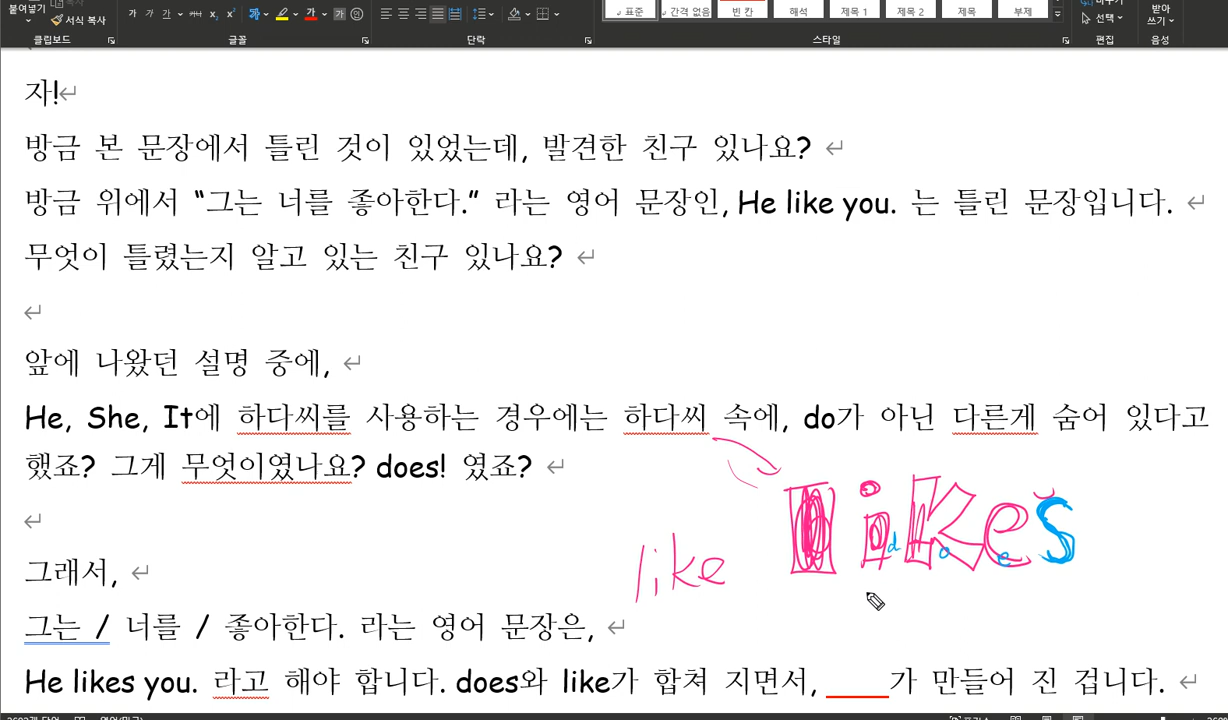 붙여넣기 서식 복사 가 가 간 가 x₂ x² 가 가 가 표준 간격 없음 빈 칸 해석 제목 1 제목 2 제목 부제 선택 받아 쓰기
클립보드 글꼴 단락 스타일 편집 음성
자!
방금 본 문장에서 틀린 것이 있었는데, 발견한 친구 있나요?
방금 위에서 “그는 너를 좋아한다.” 라는 영어 문장인, He like you. 는 틀린 문장입니다.
무엇이 틀렸는지 알고 있는 친구 있나요?
앞에 나왔던 설명 중에,
He, She, It에 하다씨를 사용하는 경우에는 하다씨 속에, do가 아닌 다른게 숨어 있다고
했죠? 그게 무엇이였나요? does! 였죠?
likes
d o e
like
그래서,
그는 / 너를 / 좋아한다. 라는 영어 문장은,
He likes you. 라고 해야 합니다. does와 like가 합쳐 지면서, ____가 만들어 진 겁니다.